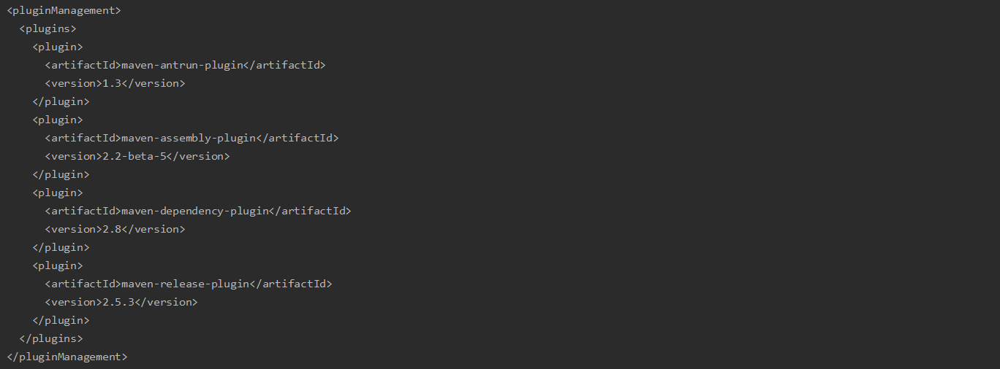 <pluginManagement>
  <plugins>
    <plugin>
      <artifactId>maven-antrun-plugin</artifactId>
      <version>1.3</version>
    </plugin>
    <plugin>
      <artifactId>maven-assembly-plugin</artifactId>
      <version>2.2-beta-5</version>
    </plugin>
    <plugin>
      <artifactId>maven-dependency-plugin</artifactId>
      <version>2.8</version>
    </plugin>
    <plugin>
      <artifactId>maven-release-plugin</artifactId>
      <version>2.5.3</version>
    </plugin>
  </plugins>
</pluginManagement>